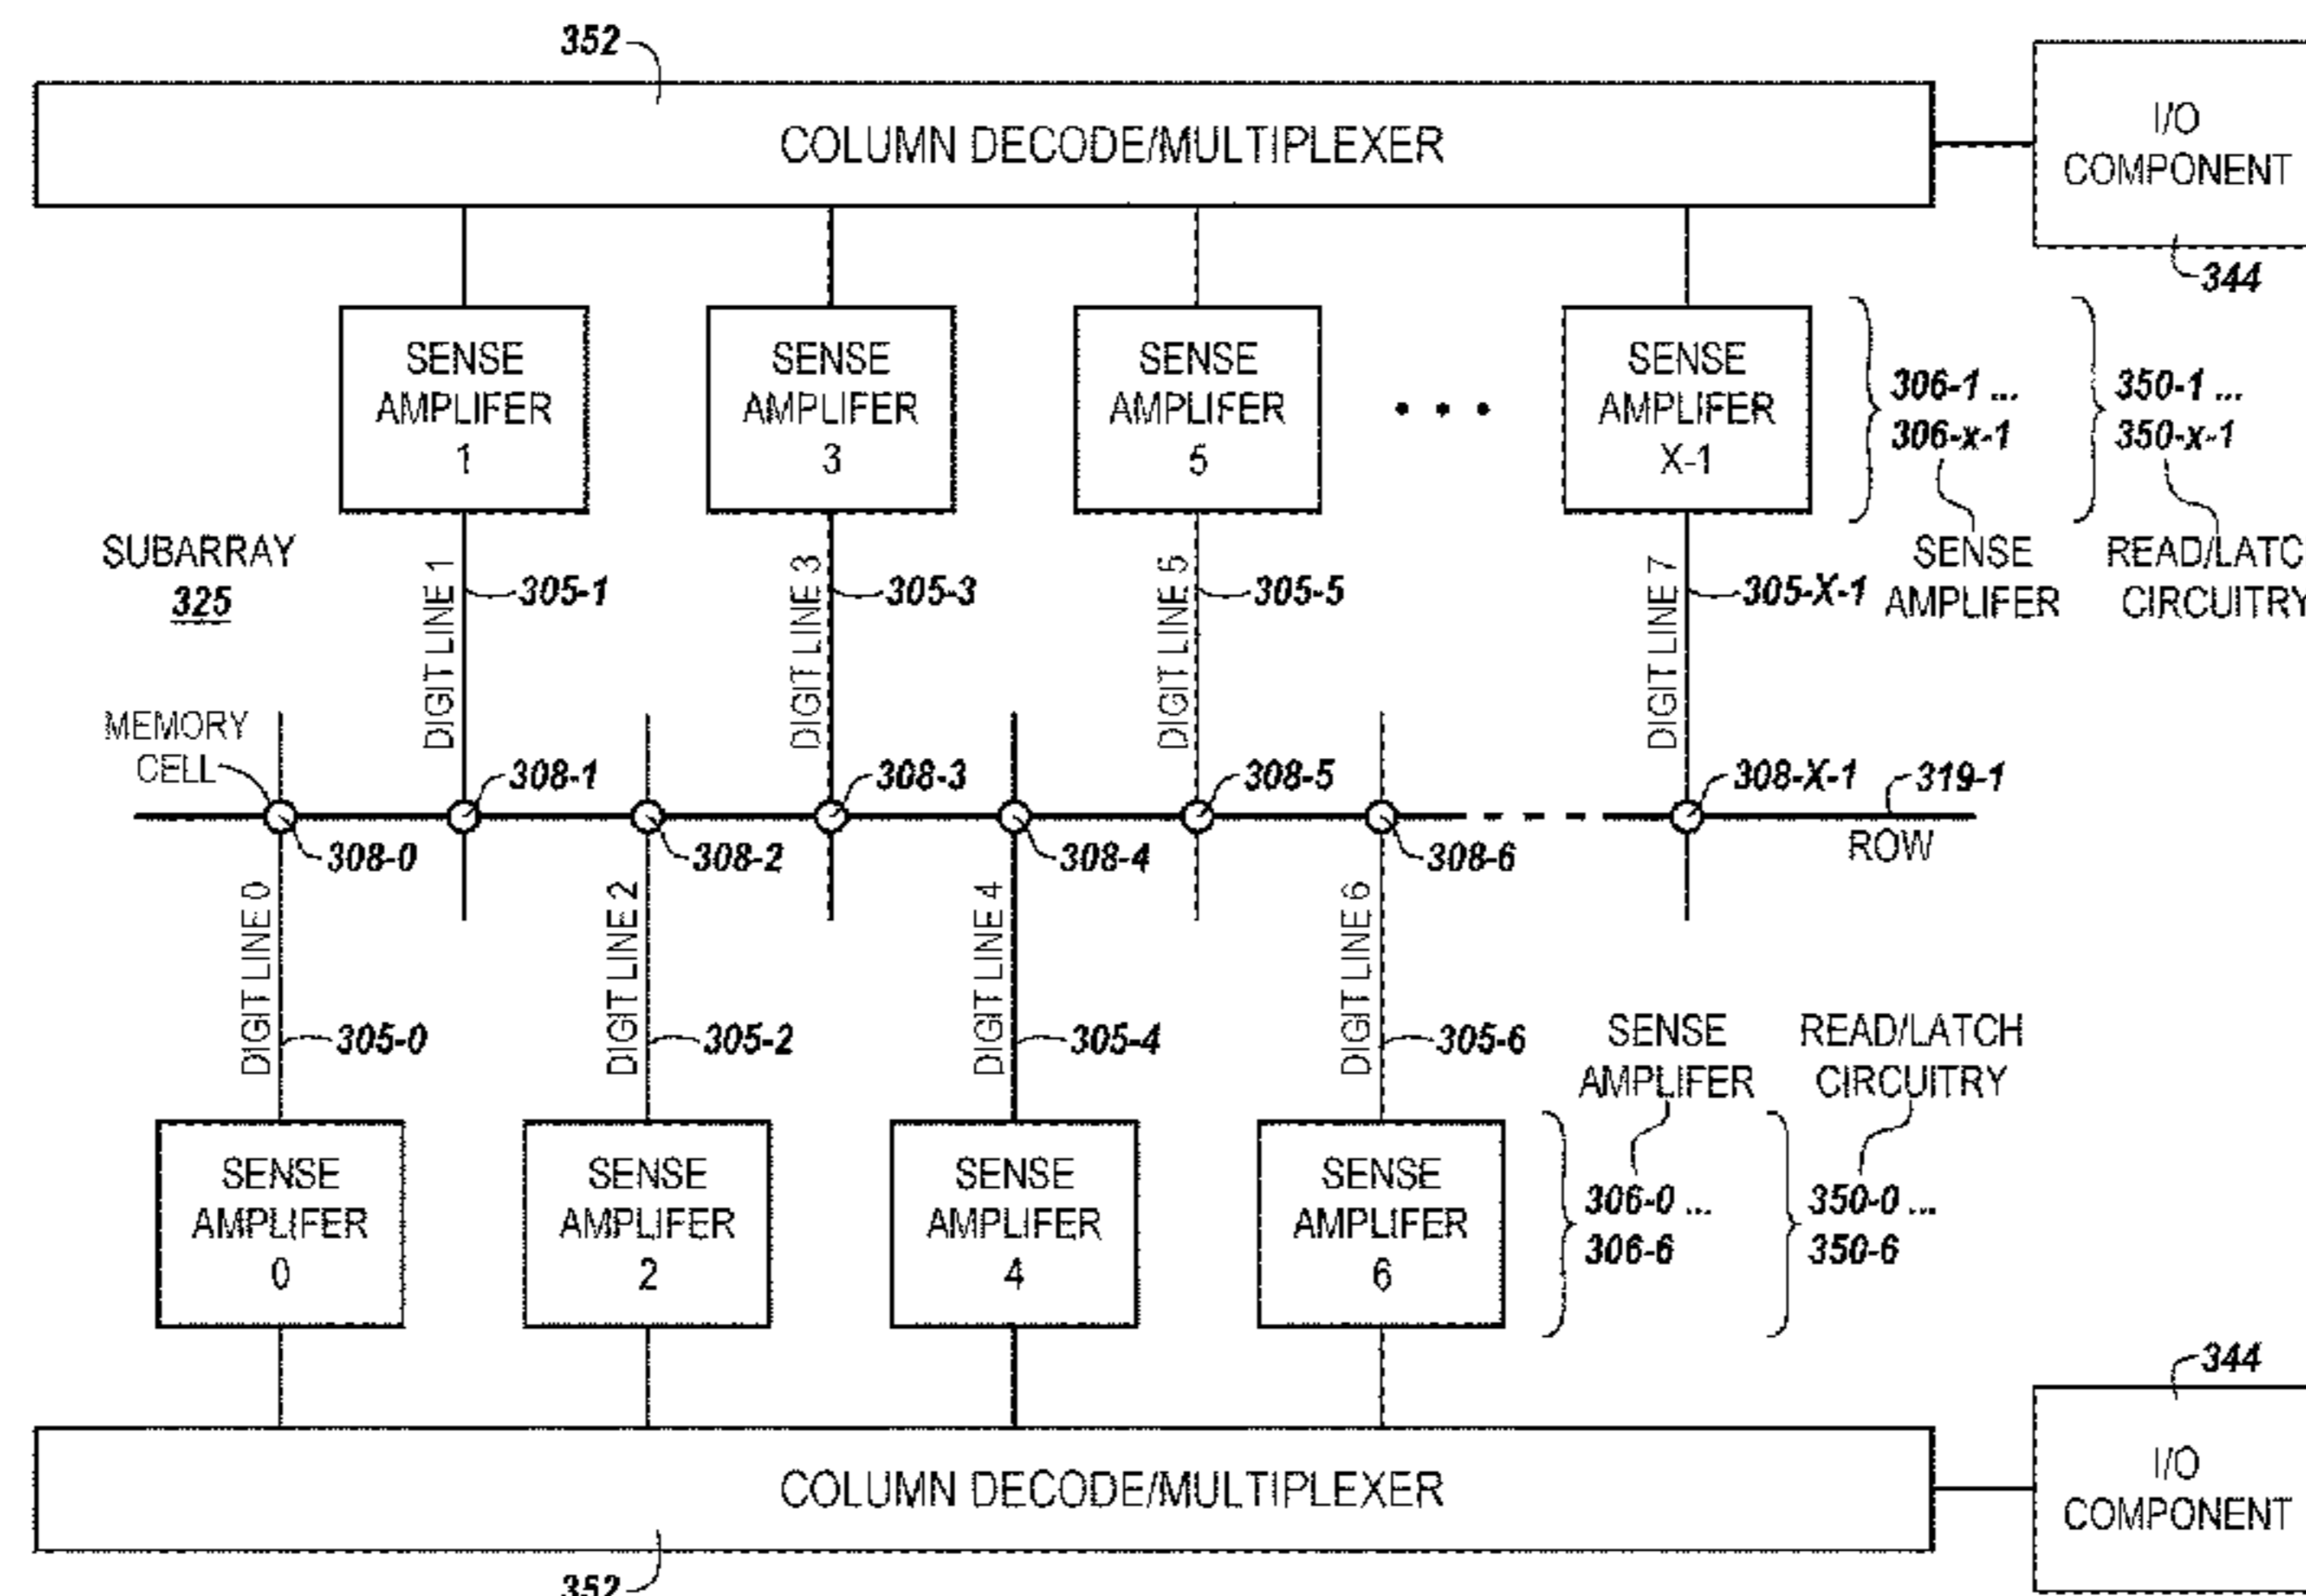 352
COLUMN DECODE/MULTIPLEXER
I/O
COMPONENT
344
SENSE
AMPLIFER
1
SENSE
AMPLIFER
3
SENSE
AMPLIFER
5
• • •
SENSE
AMPLIFER
X-1
306-1 ...
306-x-1
350-1 ...
350-x-1
SENSE
AMPLIFER
READ/LATC
CIRCUITRY
SUBARRAY
325
DIGIT LINE 1
305-1
DIGIT LINE 3
305-3
DIGIT LINE 5
305-5
DIGIT LINE 7
305-X-1
MEMORY
CELL
308-1
308-3
308-5
308-X-1
319-1
ROW
308-0
308-2
308-4
308-6
DIGIT LINE 0
305-0
DIGIT LINE 2
305-2
DIGIT LINE 4
305-4
DIGIT LINE 6
305-6
SENSE
AMPLIFER
READ/LATCH
CIRCUITRY
SENSE
AMPLIFER
0
SENSE
AMPLIFER
2
SENSE
AMPLIFER
4
SENSE
AMPLIFER
6
306-0 ...
306-6
350-0 ...
350-6
344
COLUMN DECODE/MULTIPLEXER
I/O
COMPONENT
352